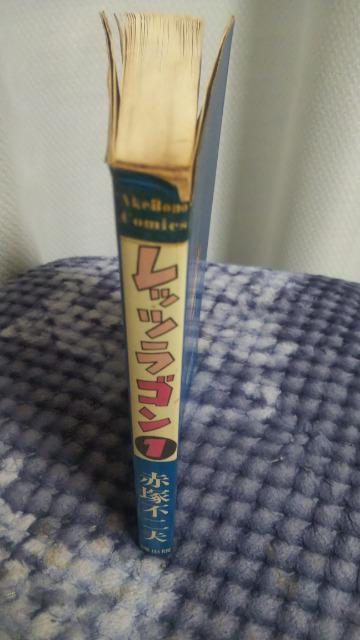 AkeBono
Comics
レッツラゴン
1
赤塚不二夫